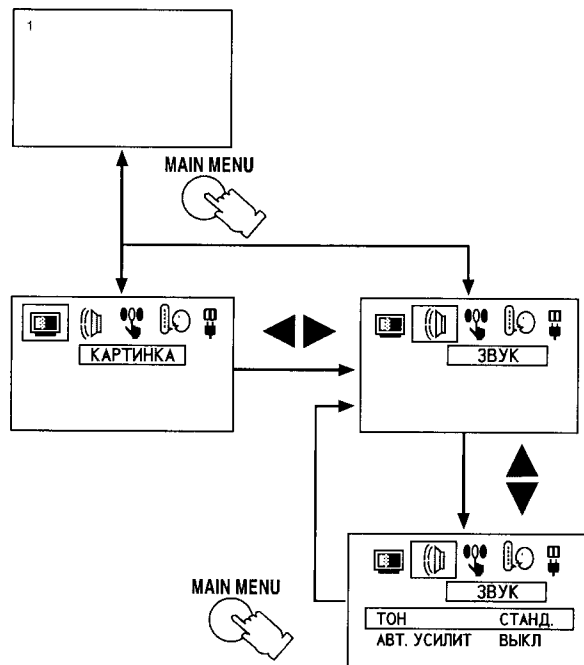 1
MAIN MENU
КАРТИНКА
ЗВУК
MAIN MENU
ЗВУК
ТОН СТАНД.
АВТ. УСИЛИТ ВЫКЛ